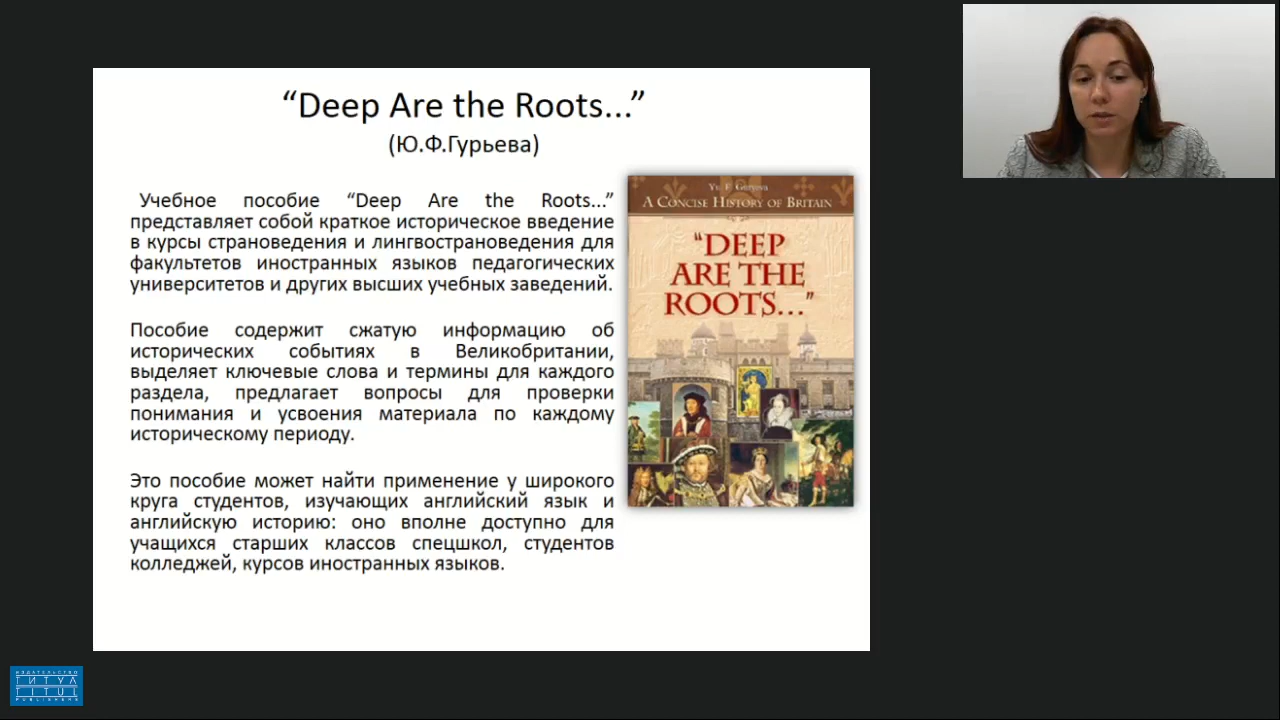 “Deep Are the Roots...”
(Ю.Ф.Гурьева)
Учебное пособие “Deep Are the Roots...”
представляет собой краткое историческое введение
в курсы страноведения и лингвострановедения для
факультетов иностранных языков педагогических
университетов и других высших учебных заведений.
Пособие содержит сжатую информацию об
исторических событиях в Великобритании,
выделяет ключевые слова и термины для каждого
раздела, предлагает вопросы для проверки
понимания и усвоения материала по каждому
историческому периоду.
Это пособие может найти применение у широкого
круга студентов, изучающих английский язык и
английскую историю: оно вполне доступно для
учащихся старших классов спецшкол, студентов
колледжей, курсов иностранных языков.
Yu. F. Guryeva
A Concise History of Britain
“DEEP
ARE THE
ROOTS...”
ИЗДАТЕЛЬСТВО
ТИТУЛ
TITUL
PUBLISHERS